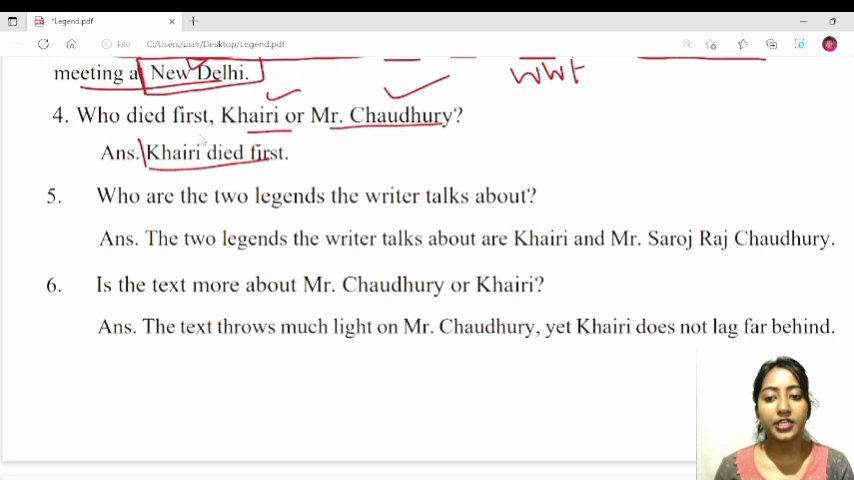 *Legend.pdf
File
C:/Users/user/Desktop/Legend.pdf
meeting a New Delhi.
WWF
4. Who died first, Khairi or Mr. Chaudhury?
Ans. Khairi died first.
5. Who are the two legends the writer talks about?
Ans. The two legends the writer talks about are Khairi and Mr. Saroj Raj Chaudhury.
6. Is the text more about Mr. Chaudhury or Khairi?
Ans. The text throws much light on Mr. Chaudhury, yet Khairi does not lag far behind.